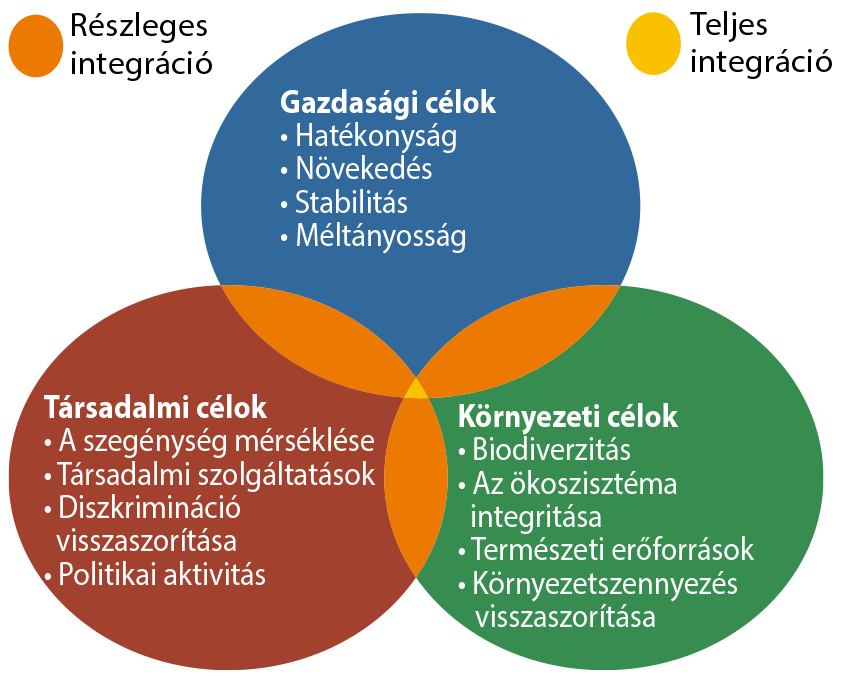 Részleges
integráció
Teljes
integráció
Gazdasági célok
• Hatékonyság
• Növekedés
• Stabilitás
• Méltányosság
Társadalmi célok
• A szegénység mérséklése
• Társadalmi szolgáltatások
• Diszkrimináció
visszaszorítása
• Politikai aktivitás
Környezeti célok
• Biodiverzitás
• Az ökoszisztéma
integritása
• Természeti erőforrások
• Környezetszennyezés
visszaszorítása